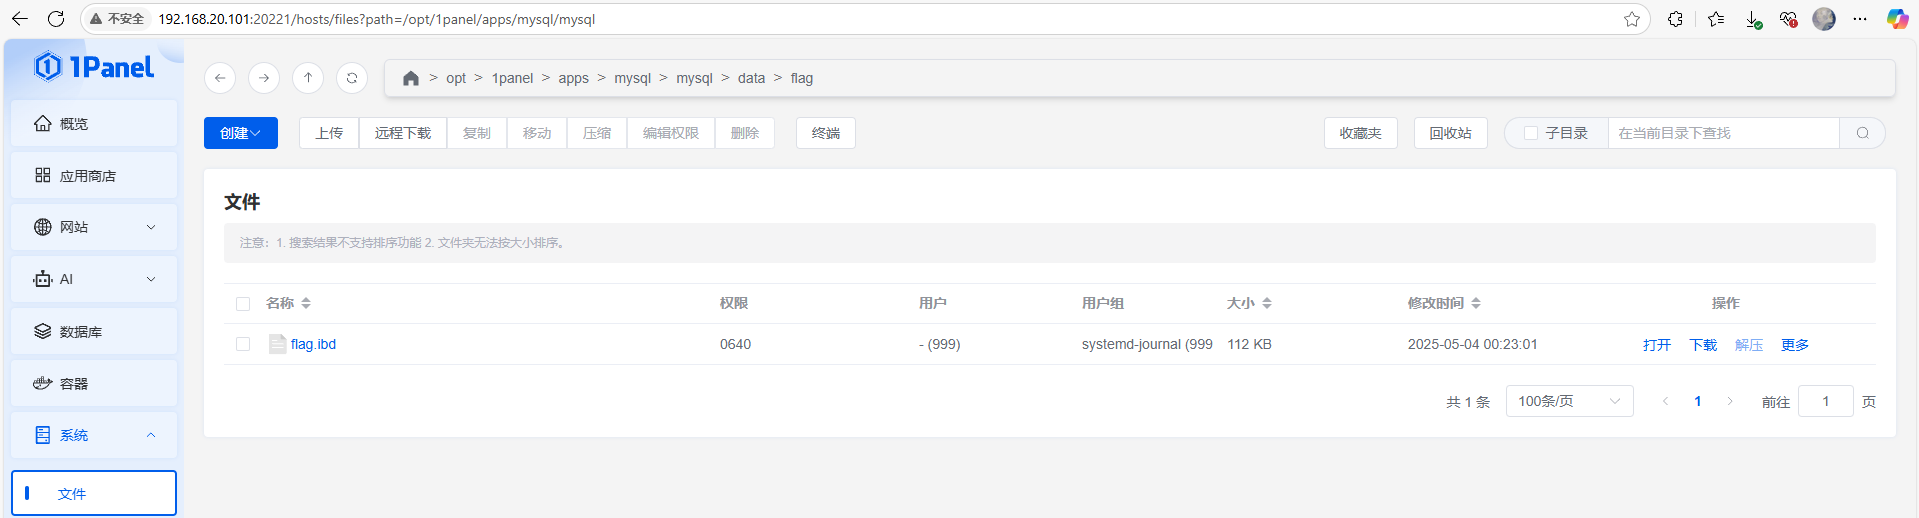 不安全 192.168.20.101:20221/hosts/files?path=/opt/1panel/apps/mysql/mysql
1Panel
> opt > 1panel > apps > mysql > mysql > data > flag
概览
应用商店
网站
AI
数据库
容器
系统
文件
创建 上传 远程下载 复制 移动 压缩 编辑权限 删除 终端 收藏夹 回收站 子目录 在当前目录下查找
文件
注意：1. 搜索结果不支持排序功能 2. 文件夹无法按大小排序。
名称 权限 用户 用户组 大小 修改时间 操作
flag.ibd 0640 - (999) systemd-journal (999 112 KB 2025-05-04 00:23:01 打开 下载 解压 更多
共 1 条 100条/页 1 前往 1 页